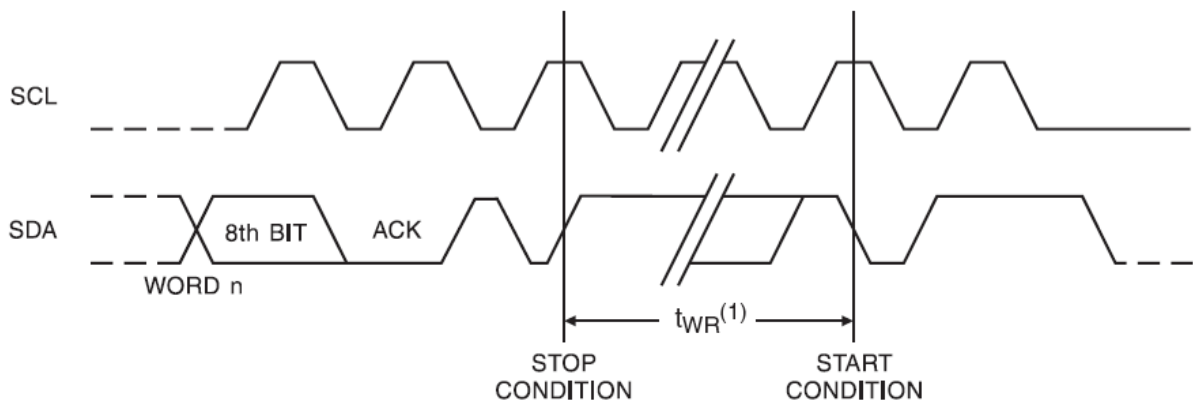 SCL
SDA
8th BIT
ACK
WORD n
tWR(1)
STOP
CONDITION
START
CONDITION